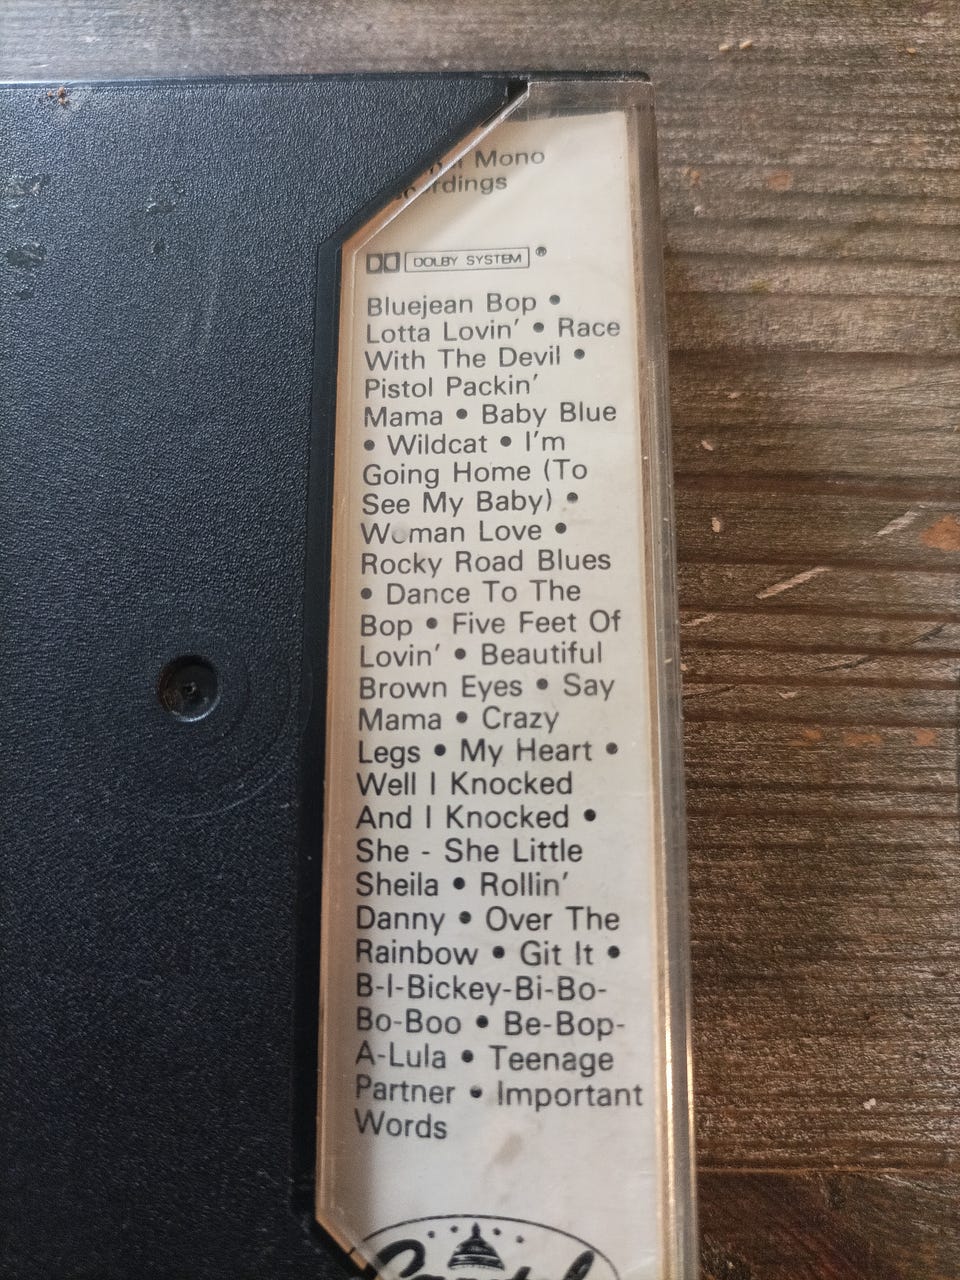 Mono
DOLBY SYSTEM ®
Bluejean Bop •
Lotta Lovin' • Race
With The Devil •
Pistol Packin'
Mama • Baby Blue
• Wildcat • I'm
Going Home (To
See My Baby) •
Woman Love •
Rocky Road Blues
• Dance To The
Bop • Five Feet Of
Lovin' • Beautiful
Brown Eyes • Say
Mama • Crazy
Legs • My Heart •
Well I Knocked
And I Knocked •
She - She Little
Sheila • Rollin'
Danny • Over The
Rainbow • Git It •
B-I-Bickey-Bi-Bo-
Bo-Boo • Be-Bop-
A-Lula • Teenage
Partner • Important
Words
Capitol